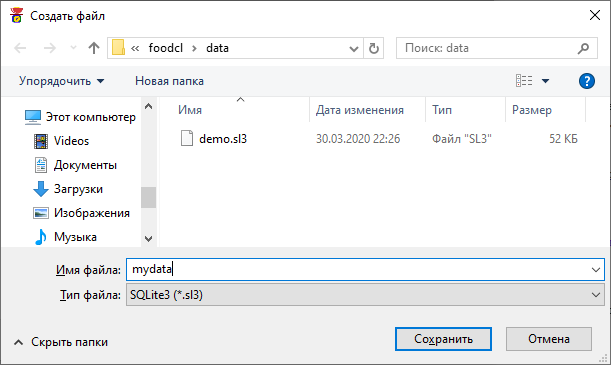 Создать файл
« foodcl › data
Поиск: data
Упорядочить
Новая папка
?
Имя
Дата изменения
Тип
Размер
Этот компьютер
Videos
Документы
Загрузки
Изображения
Музыка
demo.sl3
30.03.2020 22:26
Файл "SL3"
52 КБ
Имя файла:
mydata
Тип файла:
SQLite3 (*.sl3)
Скрыть папки
Сохранить
Отмена